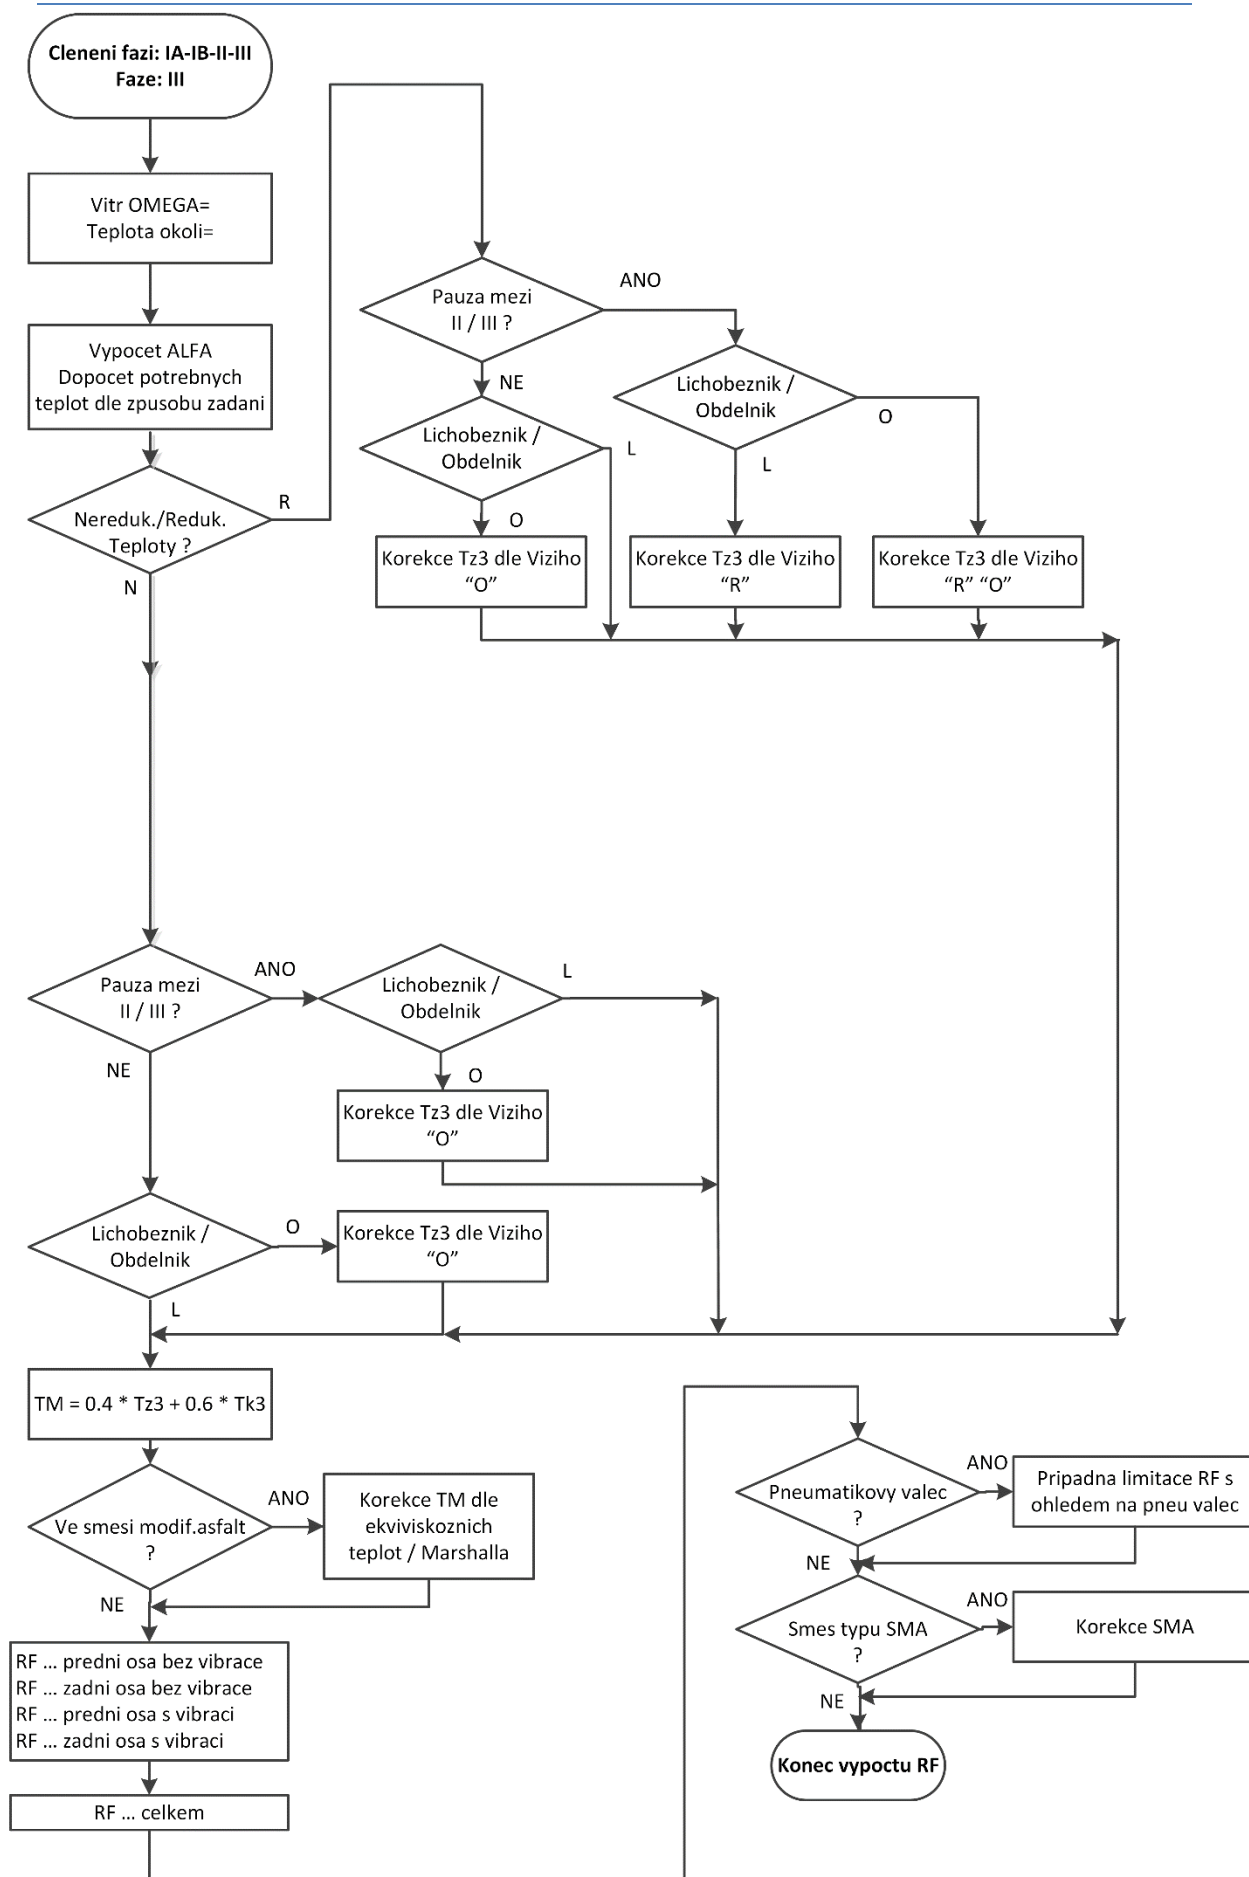 Cleneni fazi: IA-IB-II-III
Faze: III
Vitr OMEGA=
Teplota okoli=
Vypocet ALFA
Dopocet potrebnych
teplot dle zpusobu zadani
Nereduk./Reduk.
Teploty ?
R
N
Pauza mezi
II / III ?
ANO
NE
Lichobeznik /
Obdelnik
O
L
Lichobeznik /
Obdelnik
L
O
Korekce Tz3 dle Viziho
“O”
Korekce Tz3 dle Viziho
“R”
Korekce Tz3 dle Viziho
“R” “O”
Pauza mezi
II / III ?
ANO
NE
Lichobeznik /
Obdelnik
L
O
Korekce Tz3 dle Viziho
“O”
Lichobeznik /
Obdelnik
O
L
Korekce Tz3 dle Viziho
“O”
TM = 0.4 * Tz3 + 0.6 * Tk3
Ve smesi modif.asfalt
?
ANO
NE
Korekce TM dle
ekviviskoznich
teplot / Marshalla
RF ... predni osa bez vibrace
RF ... zadni osa bez vibrace
RF ... predni osa s vibraci
RF ... zadni osa s vibraci
RF ... celkem
Pneumatikovy valec
?
ANO
NE
Pripadna limitace RF s
ohledem na pneu valec
Smes typu SMA
?
ANO
NE
Korekce SMA
Konec vypoctu RF